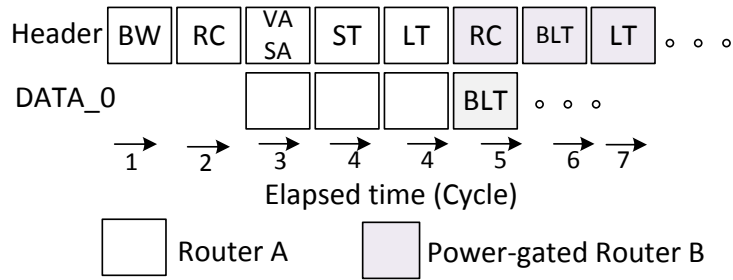 Header BW RC VA SA ST LT RC BLT LT
DATA_0 BLT
1 2 3 4 4 5 6 7
Elapsed time (Cycle)
Router A Power-gated Router B